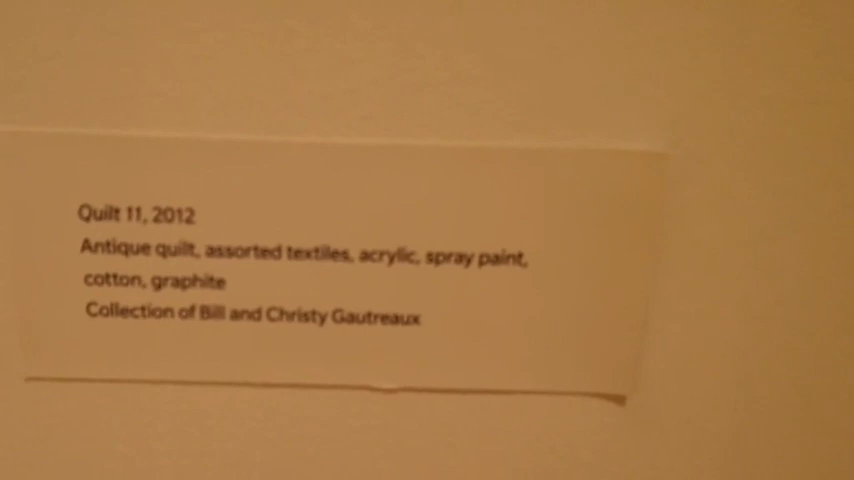 Quilt 11, 2012
Antique quilt, assorted textiles, acrylic, spray paint,
cotton, graphite
Collection of Bill and Christy Gautreaux